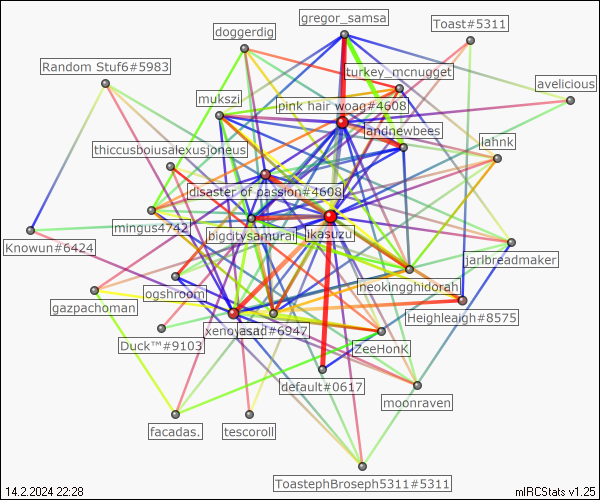 gregor_samsa
Toast#5311
doggerdig
Random Stuf6#5983
turkey_mcnugget
avelicious
mukszi
pink hair woag#4608
landnewbees
lahnk
thiccusboiusalexusjoneus
disaster of passion#4608
mingus4742
bigcitysamurai
ikasuzu
Knowun#6424
jarlbreadmaker
neokingghidorah
ogshroom
gazpachoman
Heighleaigh#8575
xenoyasad#6947
Duck™#9103
ZeeHonK
default#0617
moonraven
facadas.
tescoroll
ToastephBroseph5311#5311
14.2.2024 22:28
mIRCStats v1.25